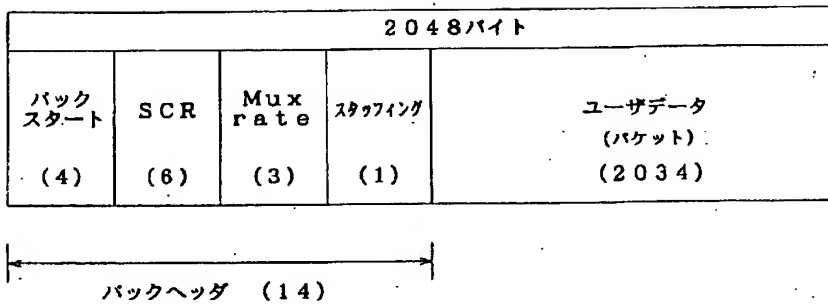 2048バイト
パック
スタート
(4)
SCR
(6)
Mux
rate
(3)
スタッフィング
(1)
ユーザデータ
(パケット)
(2034)
パックヘッダ (14)